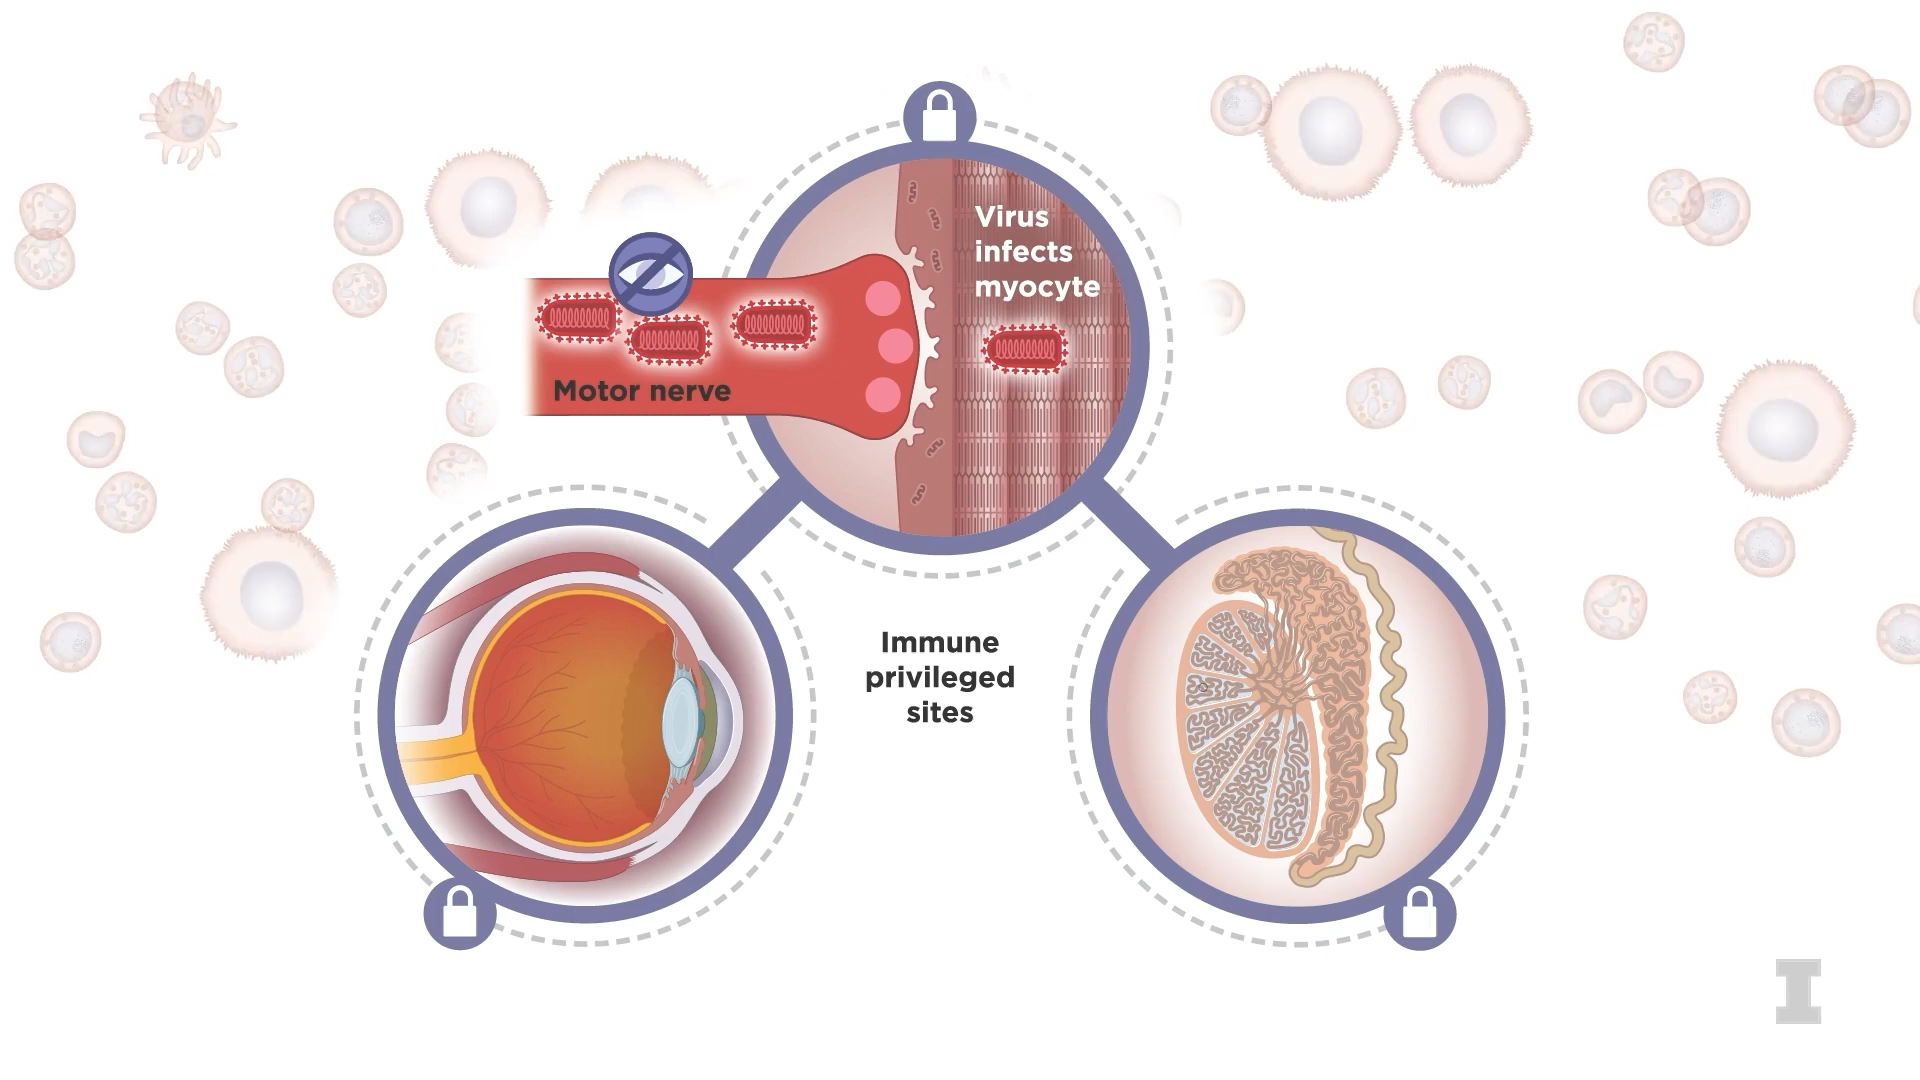 Virus
infects
myocyte
Motor nerve
Immune
privileged
sites
I